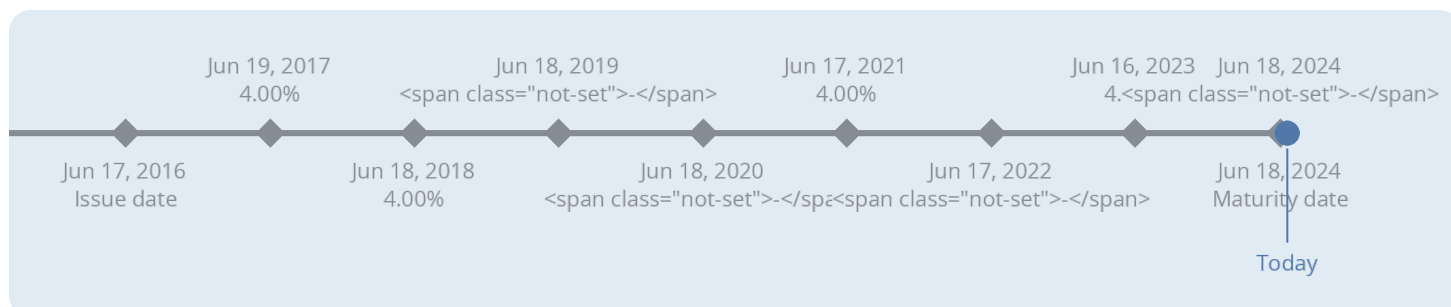 Jun 19, 2017
4.00%
Jun 18, 2019
<span class="not-set">-</span>
Jun 17, 2021
4.00%
Jun 16, 2023
4.
Jun 18, 2024
<span class="not-set">-</span>
Jun 17, 2016
Issue date
Jun 18, 2018
4.00%
Jun 18, 2020
<span class="not-set">-</spa
Jun 17, 2022
<span class="not-set">-</span>
Jun 18, 2024
Maturity date
Today